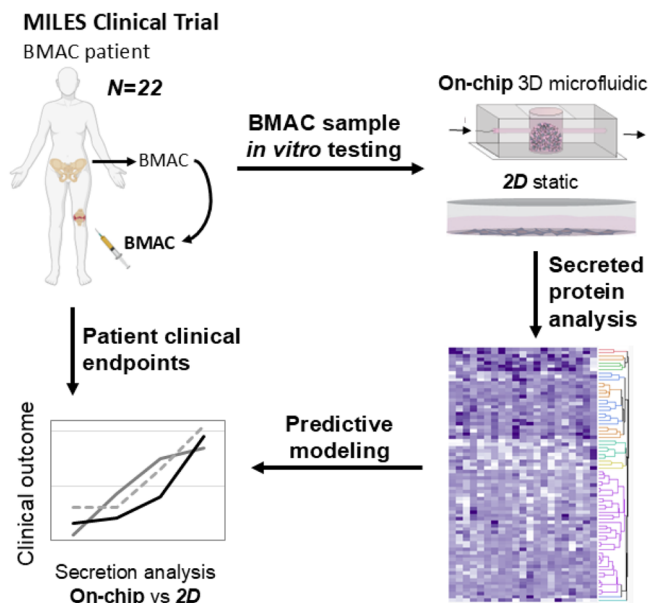 MILES Clinical Trial
BMAC patient
N=22
BMAC
BMAC
BMAC sample
in vitro testing
On-chip 3D microfluidic
2D static
Secreted
protein
analysis
Patient clinical
endpoints
Predictive
modeling
Clinical outcome
Secretion analysis
On-chip vs 2D